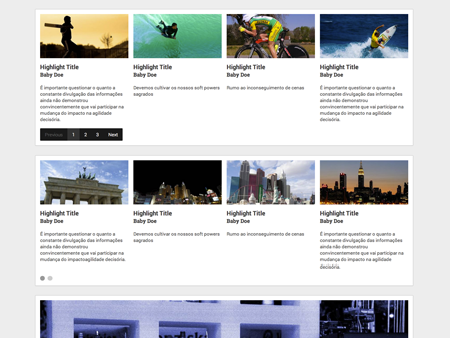 Highlight Title
Baby Doe
É importante questionar o quanto a
constante divulgação das informações
ainda não demonstrou
convincentemente que vai participar na
mudança do impacto na agilidade
decisória.
Highlight Title
Baby Doe
Devemos cultivar os nossos soft powers
sagrados
Highlight Title
Baby Doe
Rumo ao inconseguimento de cenas
Highlight Title
Baby Doe
É importante questionar o quanto a
constante divulgação das informações
ainda não demonstrou
convincentemente que vai participar na
mudança do impacto na agilidade
decisória.
Previous 1 2 3 Next
Highlight Title
Baby Doe
É importante questionar o quanto a
constante divulgação das informações
ainda não demonstrou
convincentemente que vai participar na
mudança do impactoagilidade decisória.
Highlight Title
Baby Doe
Devemos cultivar os nossos soft powers
sagrados
Highlight Title
Baby Doe
Rumo ao inconseguimento de cenas
Highlight Title
Baby Doe
É importante questionar o quanto a
constante divulgação das informações
ainda não demonstrou
convincentemente que vai participar na
mudança do impacto na agilidade
decisória.